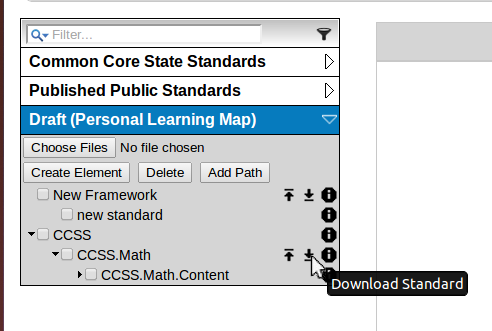 Filter...
Common Core State Standards
Published Public Standards
Draft (Personal Learning Map)
Choose Files No file chosen
Create Element Delete Add Path
New Framework
new standard
CCSS
CCSS.Math
CCSS.Math.Content
Download Standard